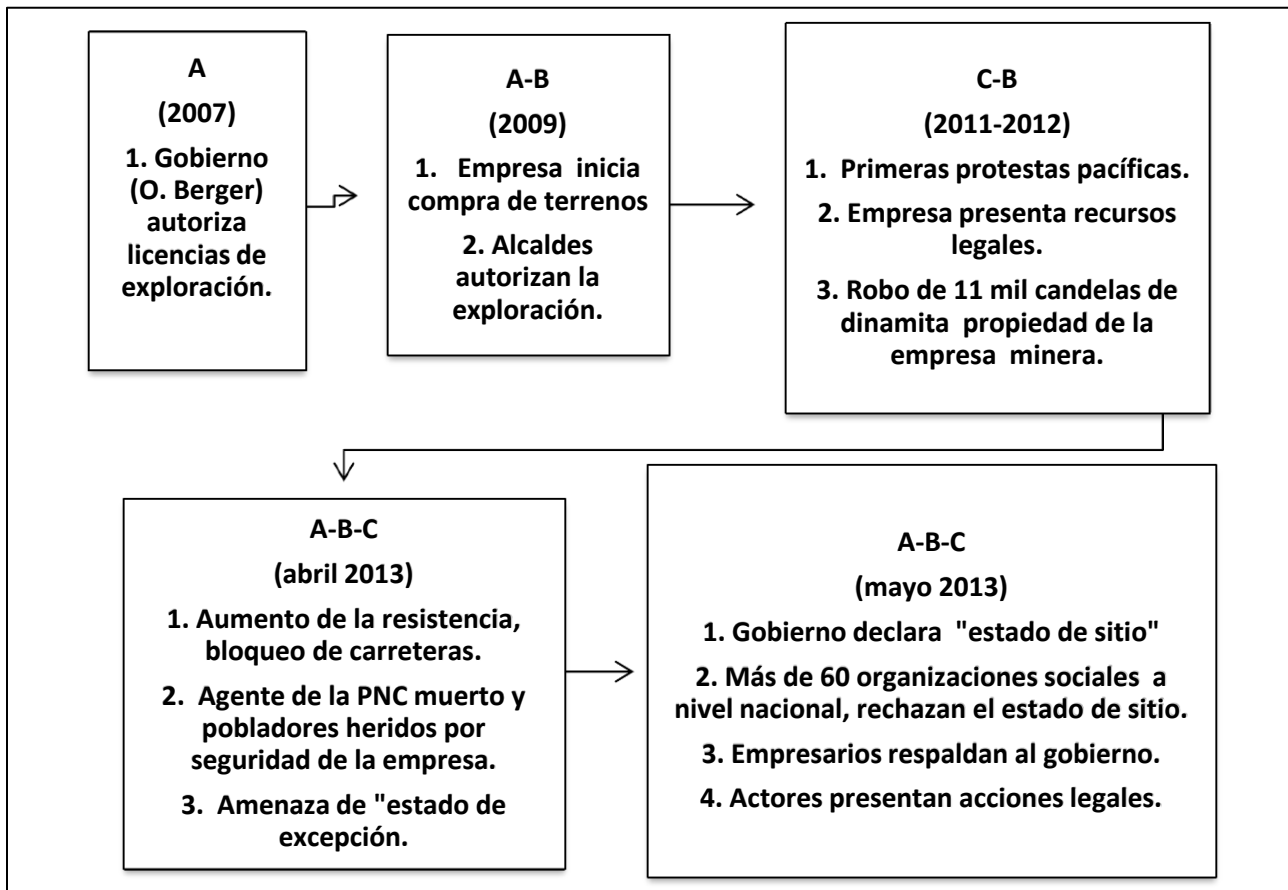 A
(2007)
1. Gobierno
(O. Berger)
autoriza
licencias de
exploración.
A-B
(2009)
1. Empresa inicia
compra de terrenos
2. Alcaldes
autorizan la
exploración.
C-B
(2011-2012)
1. Primeras protestas pacíficas.
2. Empresa presenta recursos
legales.
3. Robo de 11 mil candelas de
dinamita propiedad de la
empresa minera.
A-B-C
(abril 2013)
1. Aumento de la resistencia,
bloqueo de carreteras.
2. Agente de la PNC muerto y
pobladores heridos por
seguridad de la empresa.
3. Amenaza de "estado de
excepción.
A-B-C
(mayo 2013)
1. Gobierno declara "estado de sitio"
2. Más de 60 organizaciones sociales a
nivel nacional, rechazan el estado de sitio.
3. Empresarios respaldan al gobierno.
4. Actores presentan acciones legales.